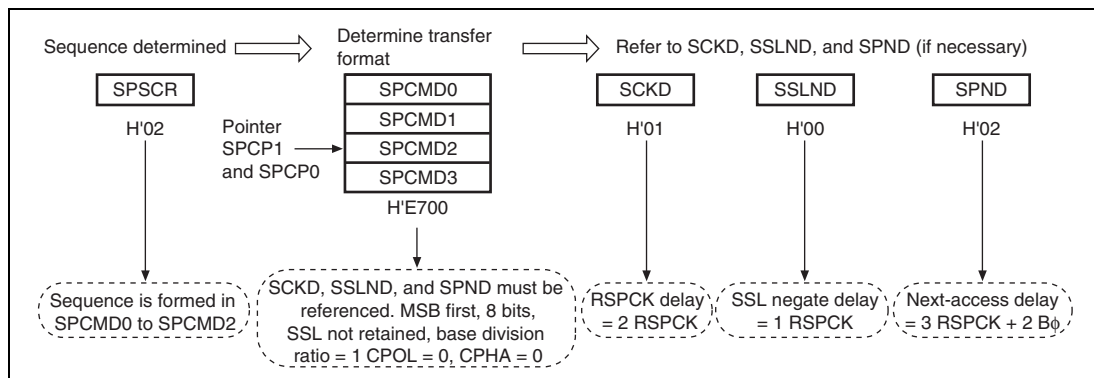 Sequence determined
Determine transfer
format
Refer to SCKD, SSLND, and SPND (if necessary)
SPSCR
H'02
Pointer
SPCP1
and SPCP0
SPCMD0
SPCMD1
SPCMD2
SPCMD3
H'E700
SCKD
H'01
SSLND
H'00
SPND
H'02
Sequence is formed in
SPCMD0 to SPCMD2
SCKD, SSLND, and SPND must be
referenced. MSB first, 8 bits,
SSL not retained, base division
ratio = 1 CPOL = 0, CPHA = 0
RSPCK delay
= 2 RSPCK
SSL negate delay
= 1 RSPCK
Next-access delay
= 3 RSPCK + 2 Bϕ